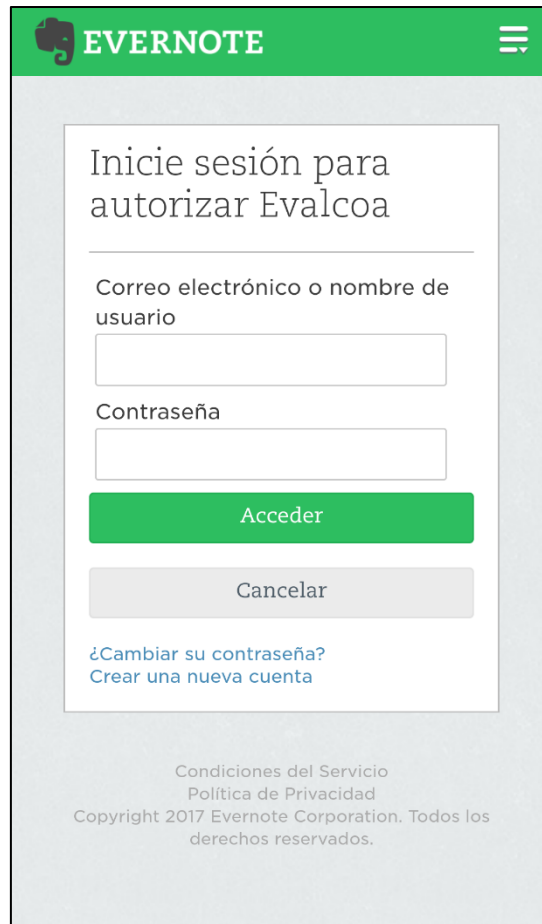 EVERNOTE
Inicie sesión para
autorizar Evalcoa
Correo electrónico o nombre de
usuario
Contraseña
Acceder
Cancelar
¿Cambiar su contraseña?
Crear una nueva cuenta
Condiciones del Servicio
Política de Privacidad
Copyright 2017 Evernote Corporation. Todos los
derechos reservados.